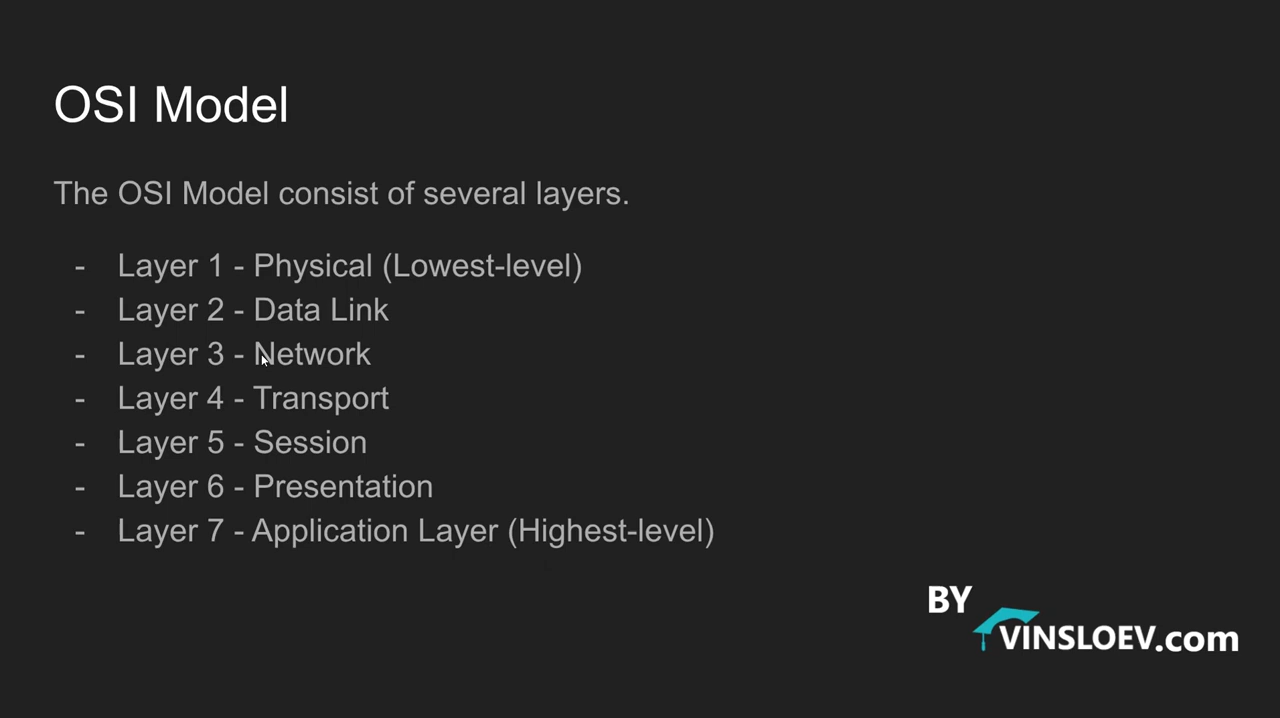 OSI Model
The OSI Model consist of several layers.
- Layer 1 - Physical (Lowest-level)
- Layer 2 - Data Link
- Layer 3 - Network
- Layer 4 - Transport
- Layer 5 - Session
- Layer 6 - Presentation
- Layer 7 - Application Layer (Highest-level)
BY
VINSLOEV.com